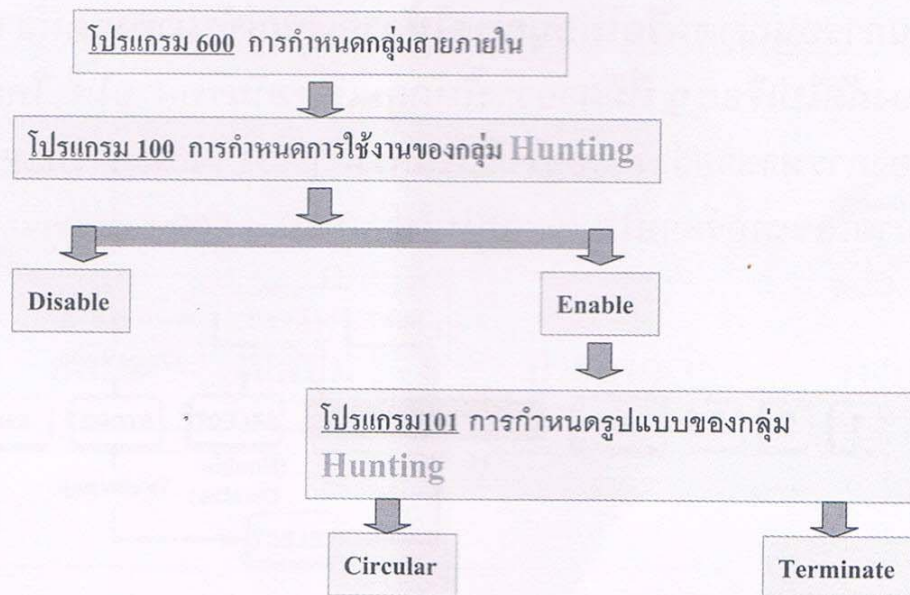 โปรแกรม 600 การกำหนดกลุ่มสายภายใน
โปรแกรม 100 การกำหนดการใช้งานของกลุ่ม Hunting
Disable
Enable
โปรแกรม101 การกำหนดรูปแบบของกลุ่ม
Hunting
Circular
Terminate